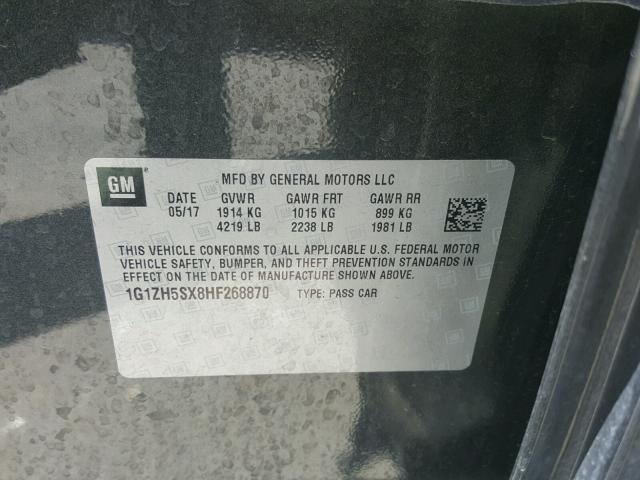 GM
MFD BY GENERAL MOTORS LLC
DATE GVWR GAWR FRT GAWR RR
05/17 1914 KG 1015 KG 899 KG
4219 LB 2238 LB 1981 LB
THIS VEHICLE CONFORMS TO ALL APPLICABLE U.S. FEDERAL MOTOR
VEHICLE SAFETY, BUMPER, AND THEFT PREVENTION STANDARDS IN
EFFECT ON THE DATE OF MANUFACTURE SHOWN ABOVE.
1G1ZH5SX8HF268870 TYPE: PASS CAR